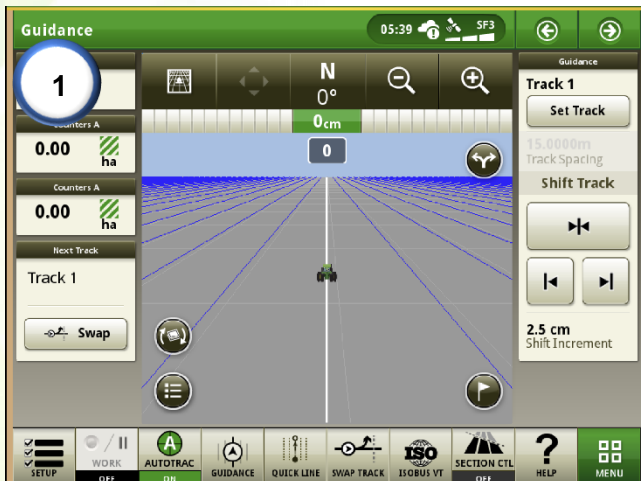 Guidance
05:39
SF3
1
Counters A
0.00
ha
Counters A
0.00
ha
Next Track
Track 1
Swap
N
0°
0cm
0
Guidance
Track 1
Set Track
15.0000m
Track Spacing
Shift Track
2.5 cm
Shift Increment
SETUP
WORK
OFF
A
AUTOTRAC
ON
GUIDANCE
QUICK LINE
SWAP TRACK
ISO
ISOBUS VT
SECTION CTL
OFF
?
HELP
MENU